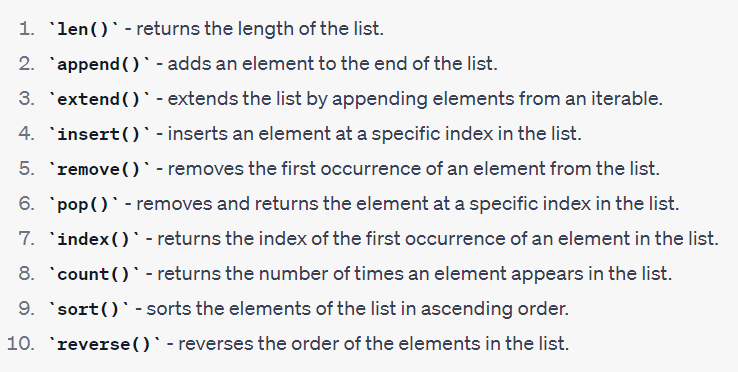 1. `len()` - returns the length of the list.
2. `append()` - adds an element to the end of the list.
3. `extend()` - extends the list by appending elements from an iterable.
4. `insert()` - inserts an element at a specific index in the list.
5. `remove()` - removes the first occurrence of an element from the list.
6. `pop()` - removes and returns the element at a specific index in the list.
7. `index()` - returns the index of the first occurrence of an element in the list.
8. `count()` - returns the number of times an element appears in the list.
9. `sort()` - sorts the elements of the list in ascending order.
10. `reverse()` - reverses the order of the elements in the list.